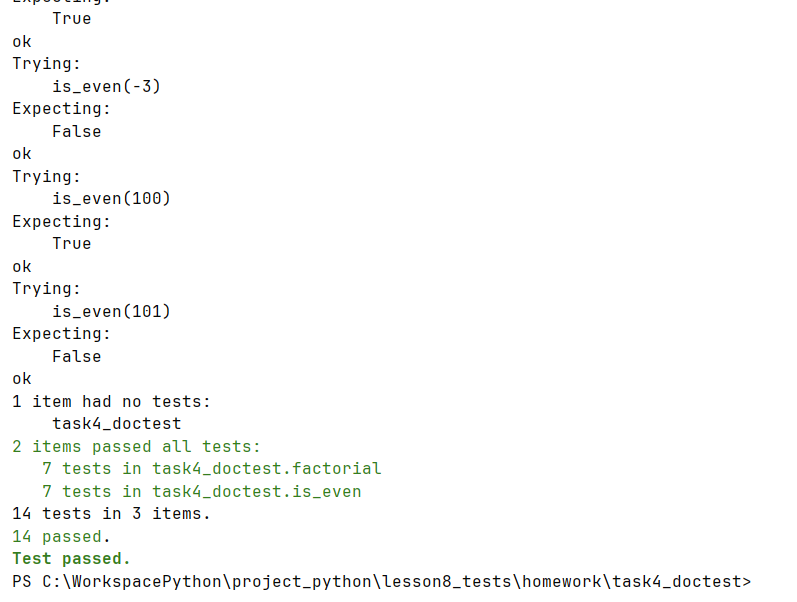 Expecting:
    True
ok
Trying:
    is_even(-3)
Expecting:
    False
ok
Trying:
    is_even(100)
Expecting:
    True
ok
Trying:
    is_even(101)
Expecting:
    False
ok
1 item had no tests:
    task4_doctest
2 items passed all tests:
   7 tests in task4_doctest.factorial
   7 tests in task4_doctest.is_even
14 tests in 3 items.
14 passed.
Test passed.
PS C:\WorkspacePython\project_python\lesson8_tests\homework\task4_doctest>